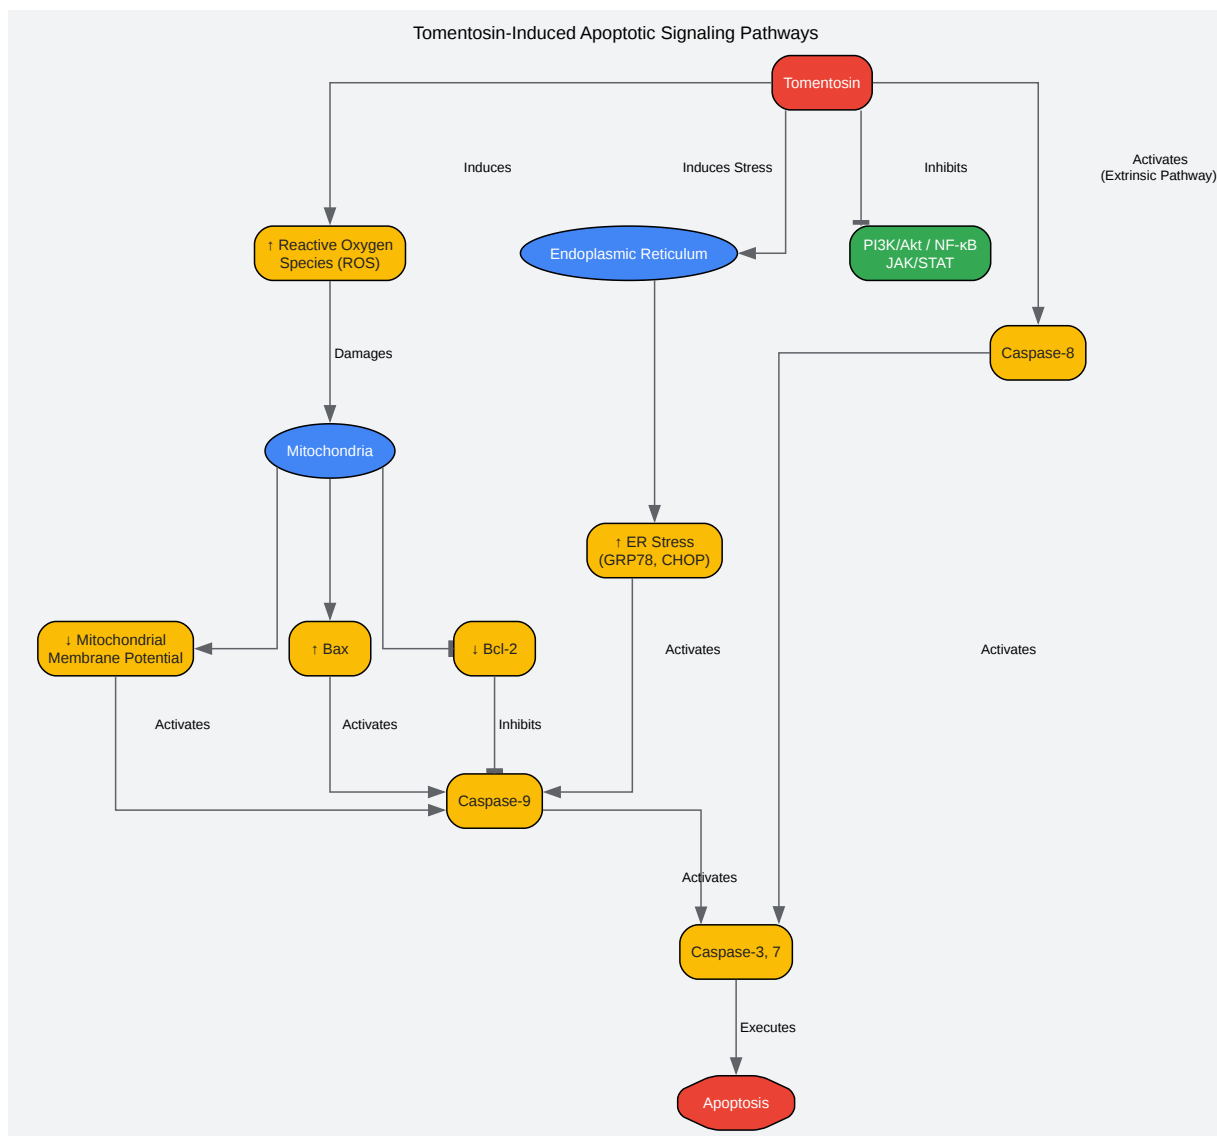 Tomentosin-Induced Apoptotic Signaling Pathways
Tomentosin
Induces
Induces Stress
Inhibits
Activates
(Extrinsic Pathway)
↑ Reactive Oxygen
Species (ROS)
Endoplasmic Reticulum
PI3K/Akt / NF-κB
JAK/STAT
Damages
Caspase-8
Mitochondria
↑ ER Stress
(GRP78, CHOP)
↓ Mitochondrial
Membrane Potential
↑ Bax
↓ Bcl-2
Activates
Activates
Activates
Activates
Inhibits
Caspase-9
Activates
Caspase-3, 7
Executes
Apoptosis